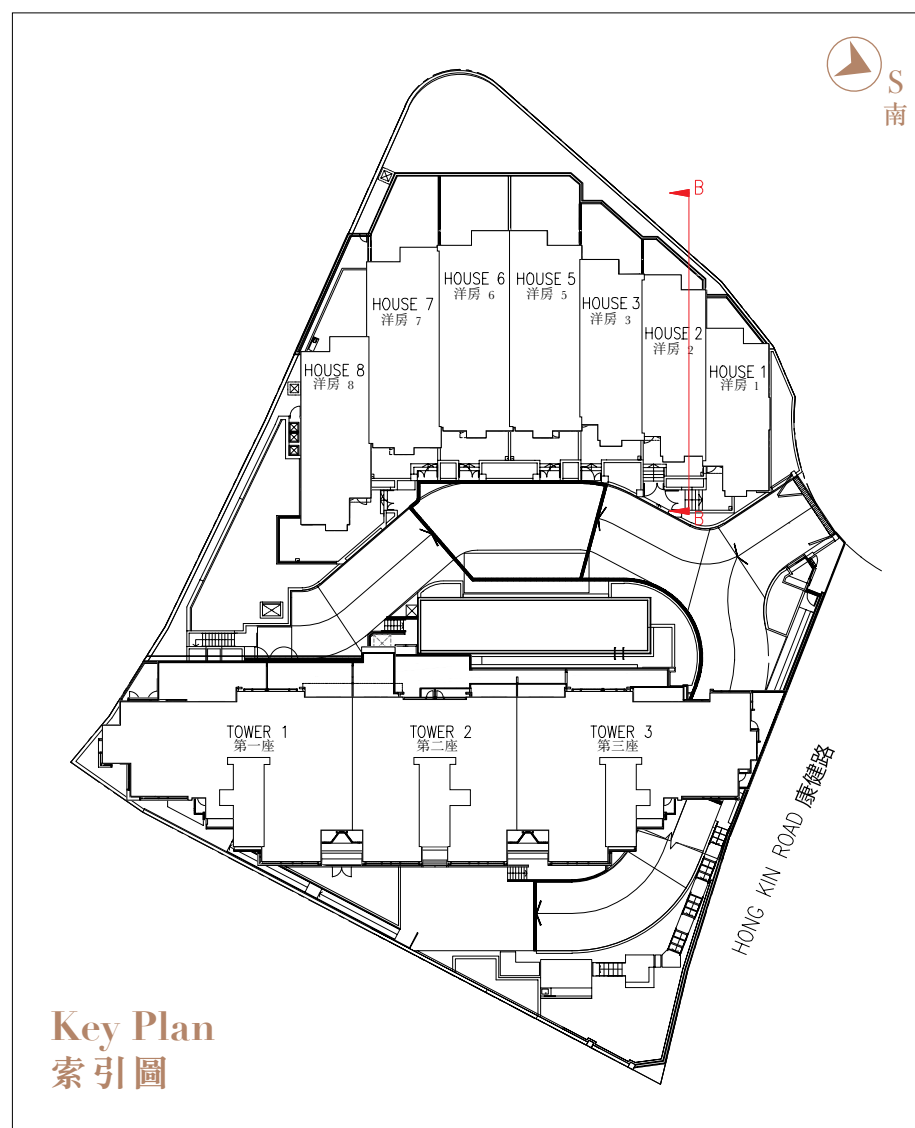 S
南
B
HOUSE 6
洋房 6
HOUSE 5
洋房 5
HOUSE 7
洋房 7
HOUSE 3
洋房 3
HOUSE 2
洋房 2
HOUSE 8
洋房 8
HOUSE 1
洋房 1
B
TOWER 1
第一座
TOWER 2
第二座
TOWER 3
第三座
HONG KIN ROAD 康健路
Key Plan
索引圖